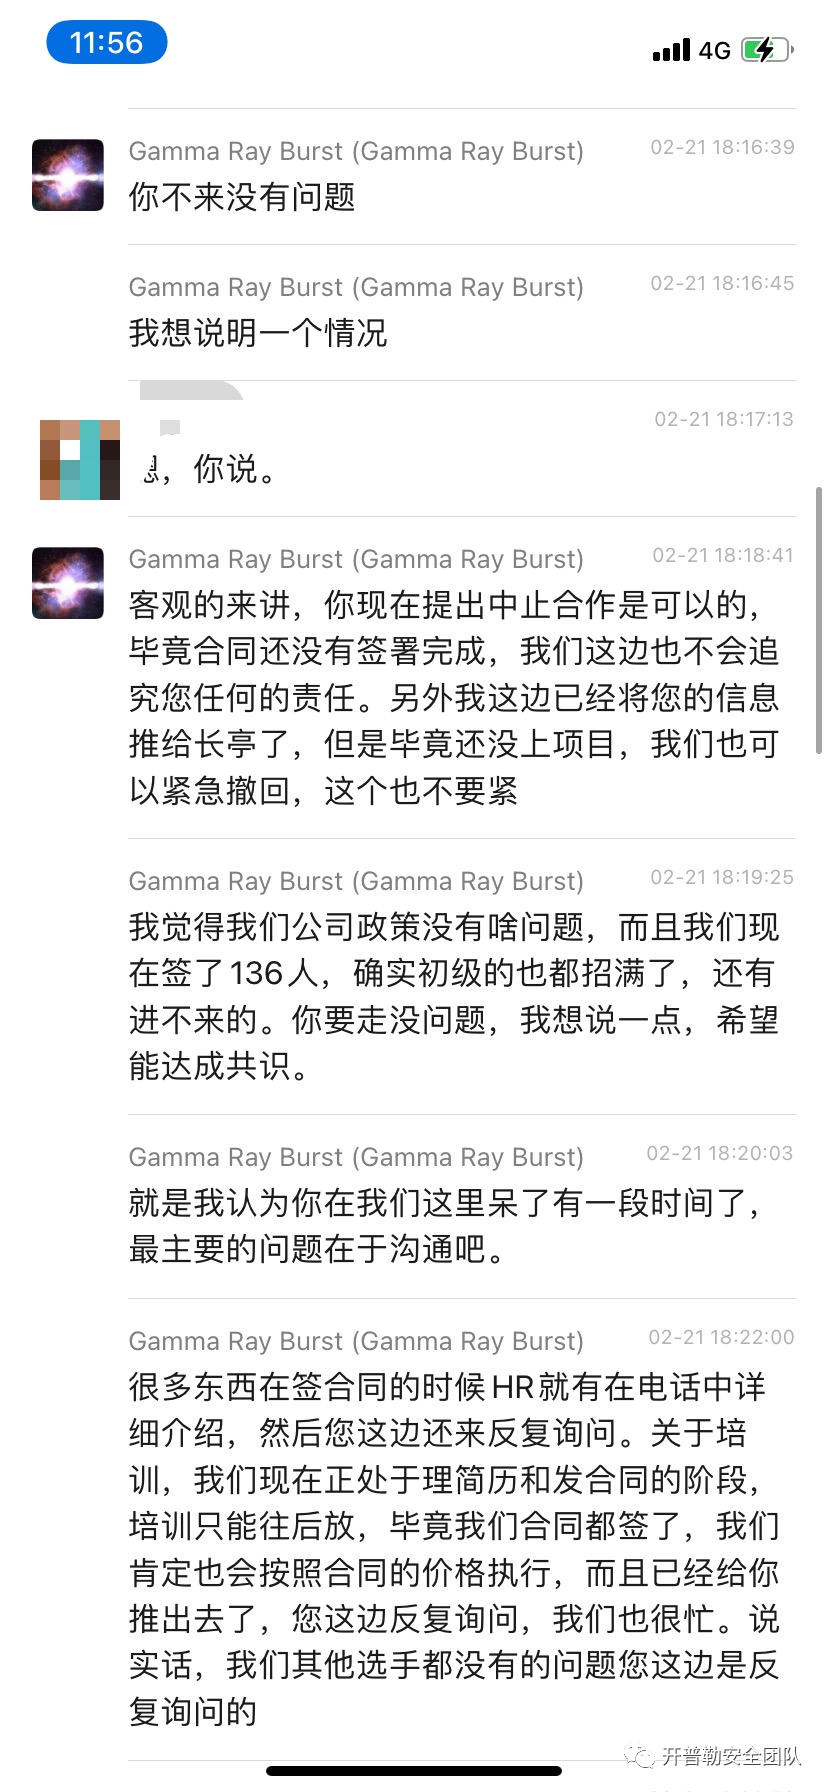 11:56
4G
Gamma Ray Burst (Gamma Ray Burst)
02-21 18:16:39
你不来没有问题
Gamma Ray Burst (Gamma Ray Burst)
02-21 18:16:45
我想说明一个情况
02-21 18:17:13
，你说。
Gamma Ray Burst (Gamma Ray Burst)
02-21 18:18:41
客观的来讲，你现在提出中止合作是可以的，
毕竟合同还没有签署完成，我们这边也不会追
究您任何的责任。另外我这边已经将您的信息
推给长亭了，但是毕竟还没上项目，我们也可
以紧急撤回，这个也不要紧
Gamma Ray Burst (Gamma Ray Burst)
02-21 18:19:25
我觉得我们公司政策没有啥问题，而且我们现
在签了136人，确实初级的也都招满了，还有
进不来的。你要走没问题，我想说一点，希望
能达成共识。
Gamma Ray Burst (Gamma Ray Burst)
02-21 18:20:03
就是我认为你在我们这里呆了有一段时间了，
最主要的问题在于沟通吧。
Gamma Ray Burst (Gamma Ray Burst)
02-21 18:22:00
很多东西在签合同的时候HR就有在电话中详
细介绍，然后您这边还来反复询问。关于培
训，我们现在正处于理简历和发合同的阶段，
培训只能往后放，毕竟我们合同都签了，我们
肯定也会按照合同的价格执行，而且已经给你
推出去了，您这边反复询问，我们也很忙。说
实话，我们其他选手都没有的问题您这边是反
复询问的
开普勒安全团队